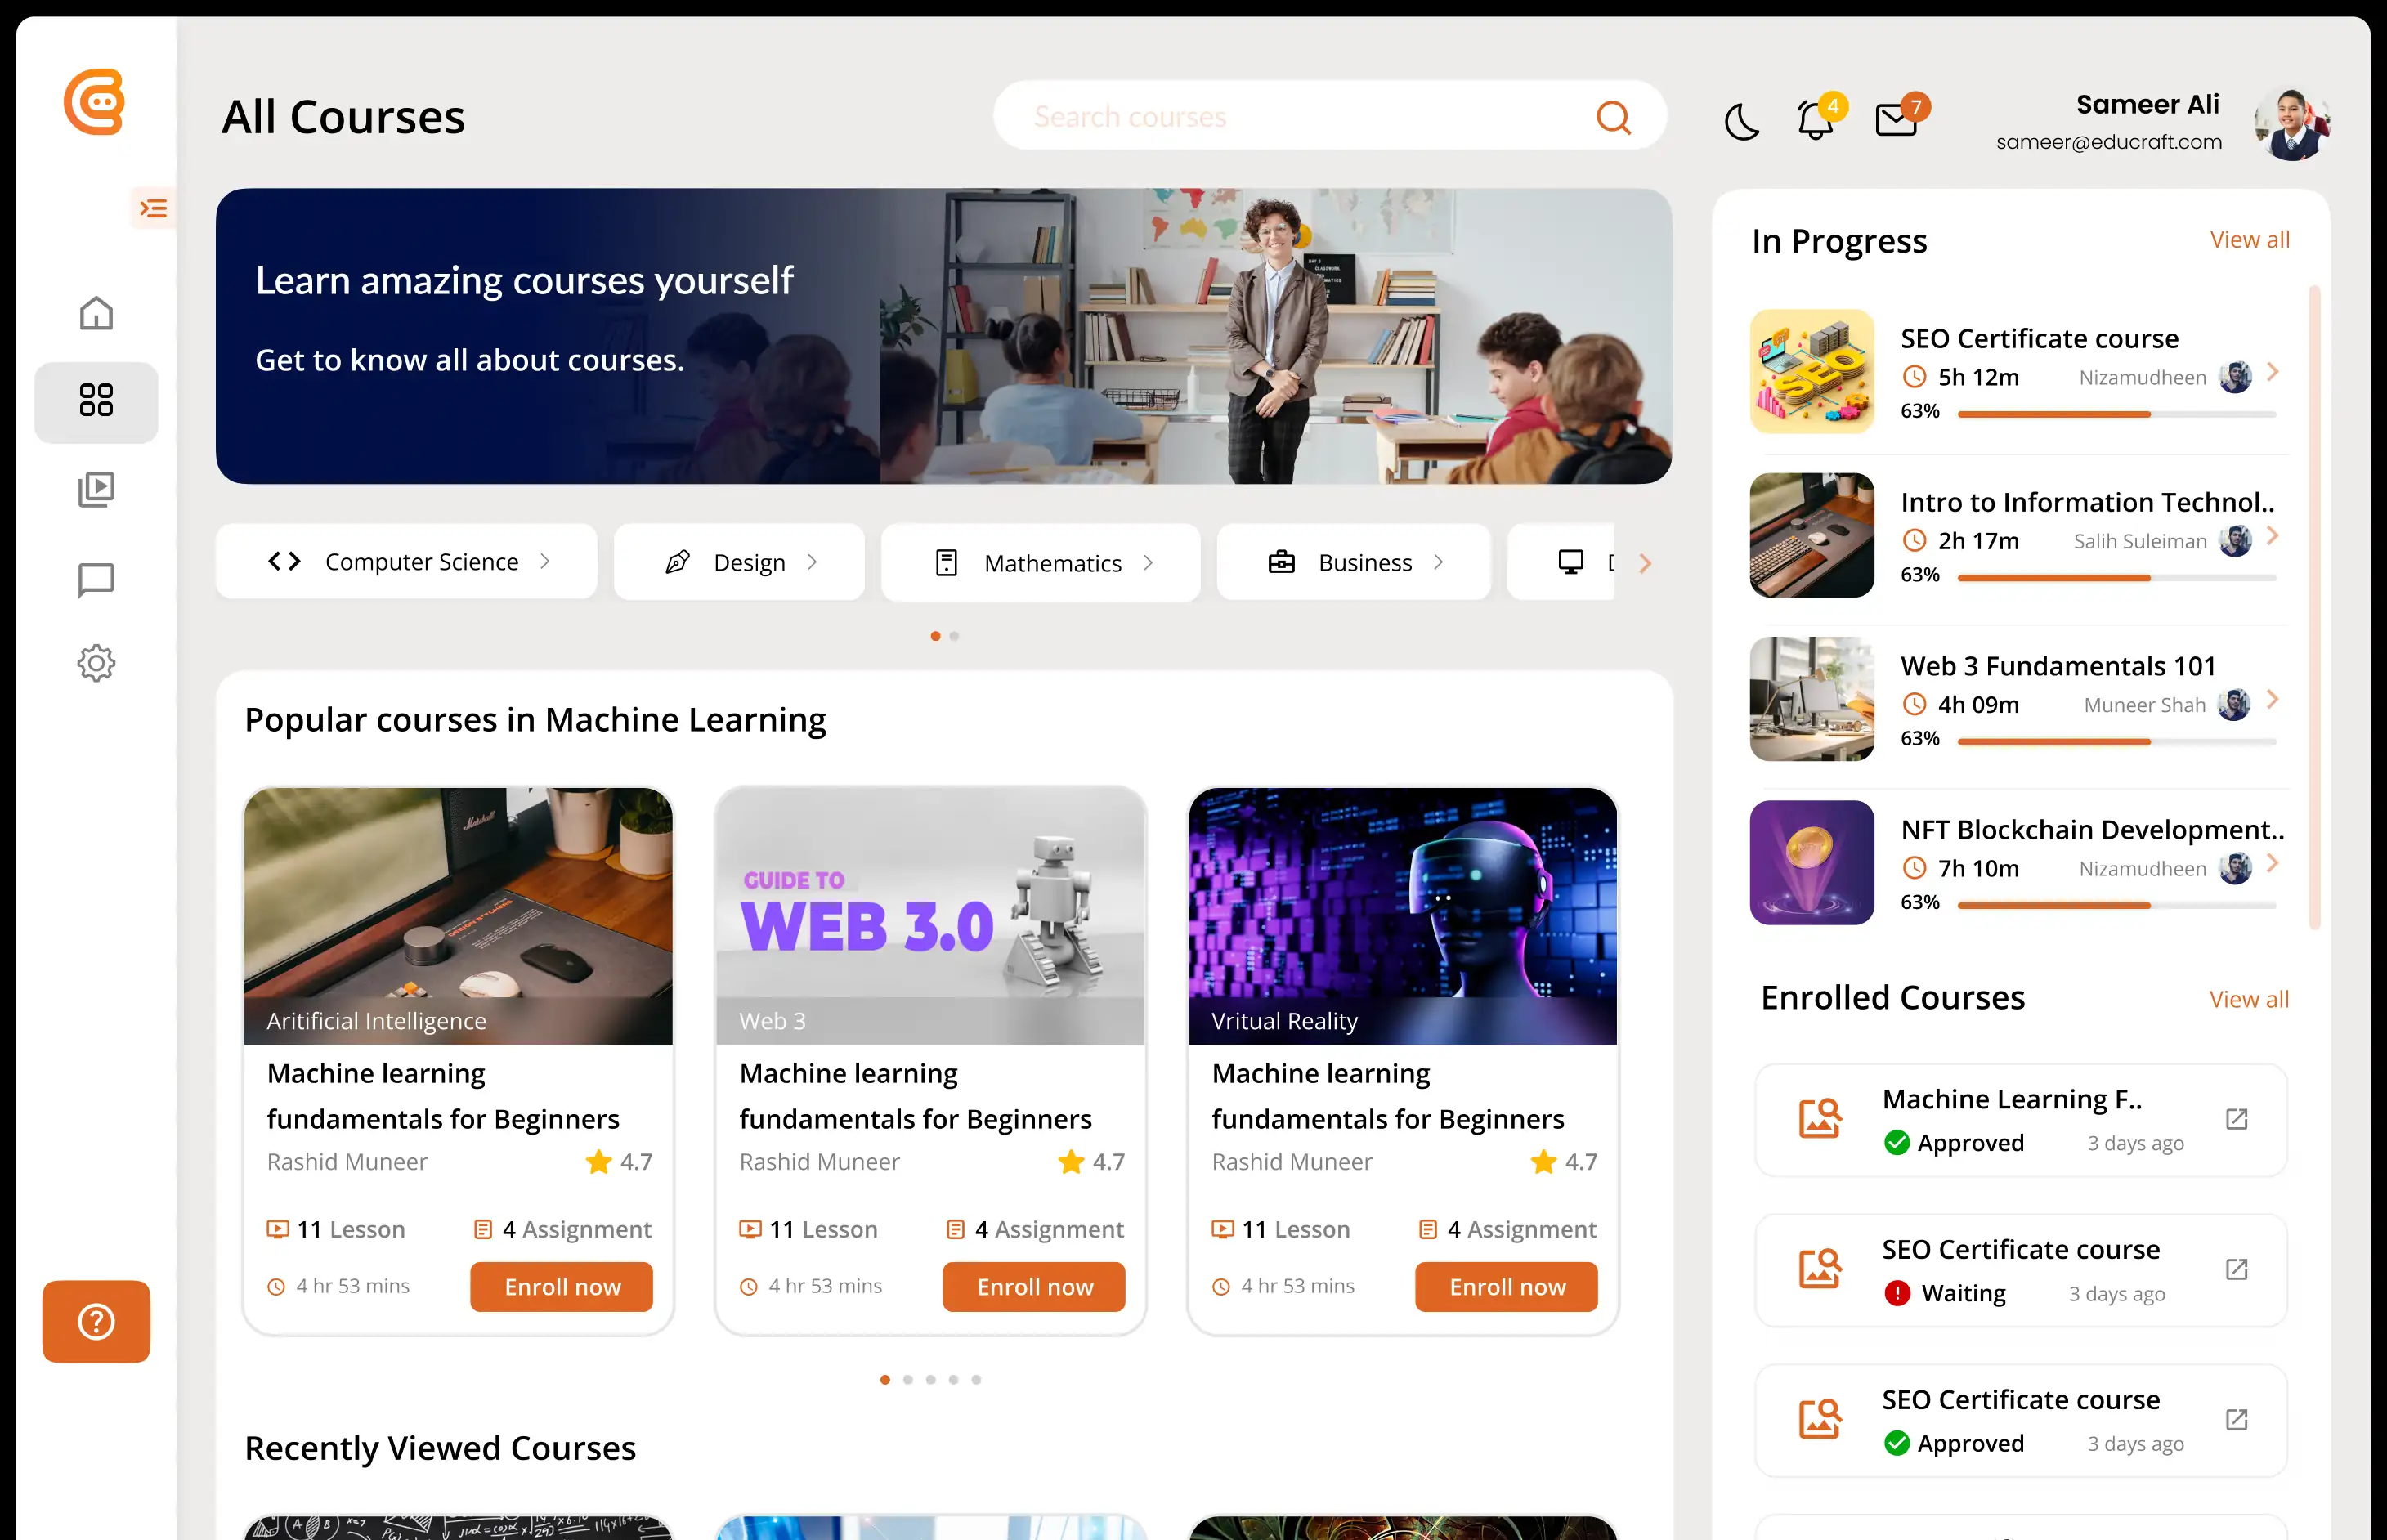 All Courses
Search courses
4
7
Sameer Ali
sameer@educraft.com
Learn amazing courses yourself
Get to know all about courses.
Computer Science
Design
Mathematics
Business
Popular courses in Machine Learning
Aritificial Intelligence
Machine learning
fundamentals for Beginners
Rashid Muneer 4.7
11 Lesson 4 Assignment
4 hr 53 mins Enroll now
GUIDE TO
WEB 3.0
Web 3
Machine learning
fundamentals for Beginners
Rashid Muneer 4.7
11 Lesson 4 Assignment
4 hr 53 mins Enroll now
Vritual Reality
Machine learning
fundamentals for Beginners
Rashid Muneer 4.7
11 Lesson 4 Assignment
4 hr 53 mins Enroll now
Recently Viewed Courses
In Progress View all
SEO
SEO Certificate course
5h 12m Nizamudheen
63%
Intro to Information Technol..
2h 17m Salih Suleiman
63%
Web 3 Fundamentals 101
4h 09m Muneer Shah
63%
NFT Blockchain Development..
7h 10m Nizamudheen
63%
Enrolled Courses View all
Machine Learning F..
Approved 3 days ago
SEO Certificate course
Waiting 3 days ago
SEO Certificate course
Approved 3 days ago